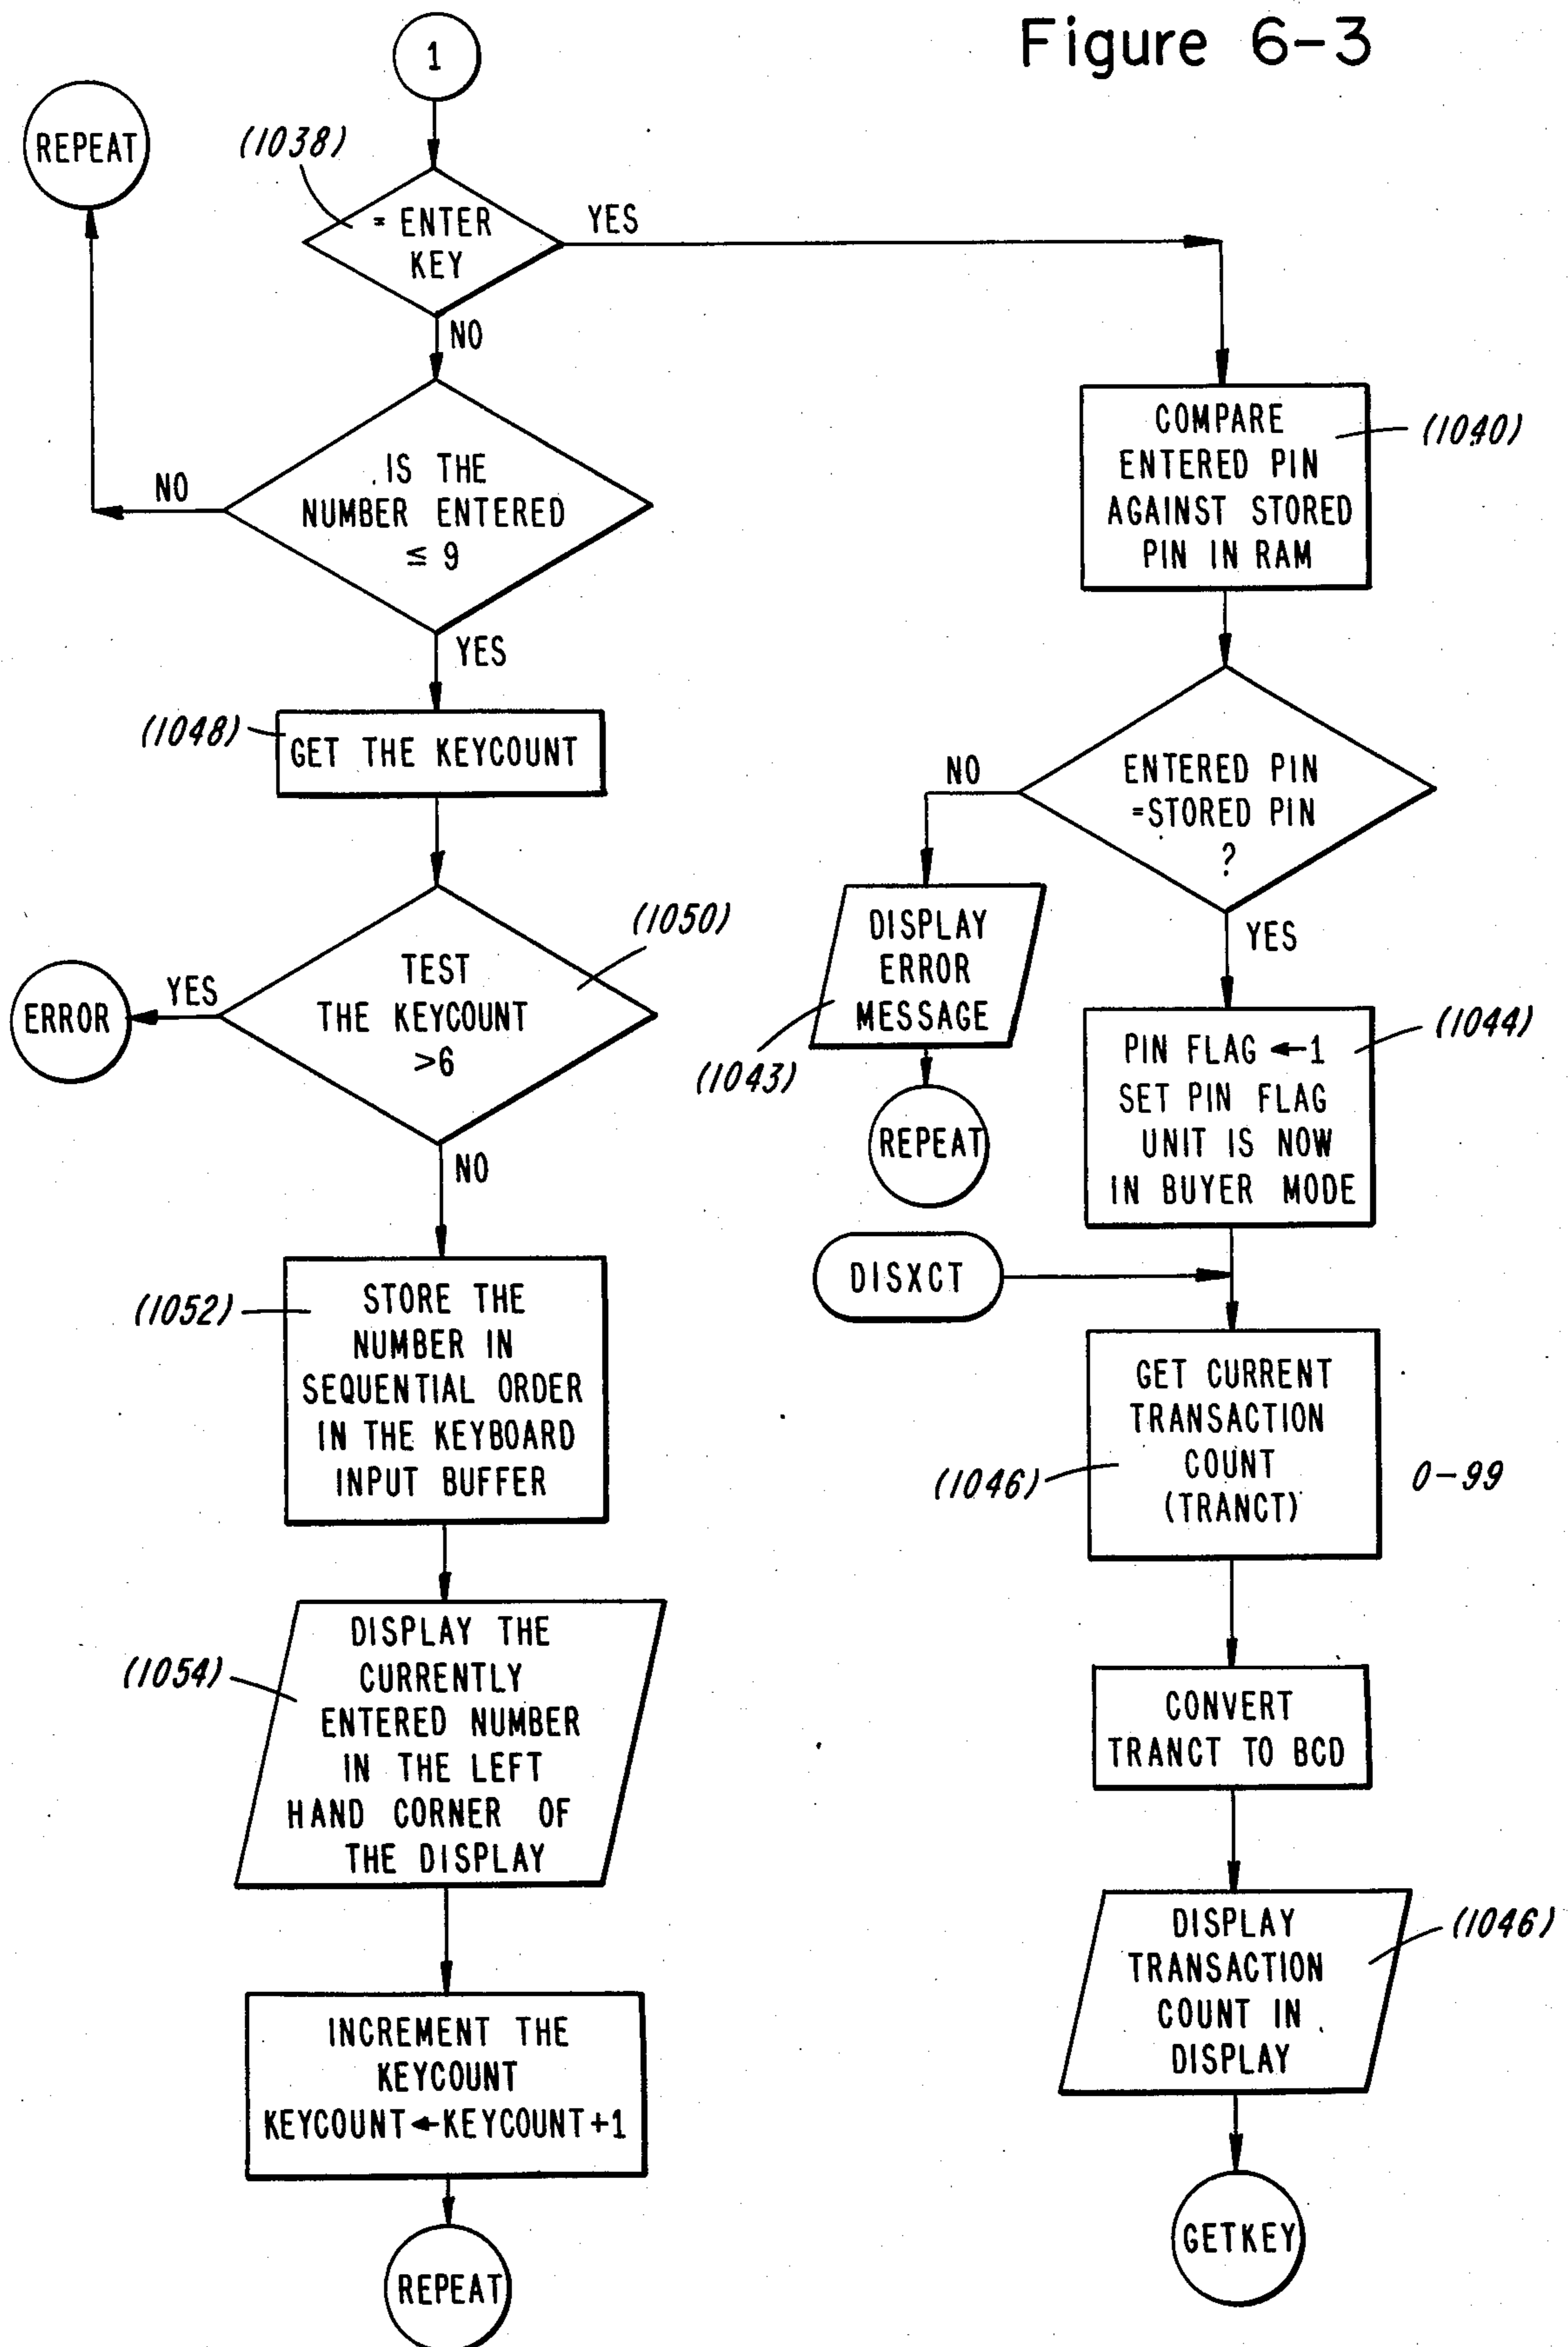 Figure 6-3
1
REPEAT
(1038)
= ENTER
KEY
YES
NO
IS THE
NUMBER ENTERED
≤ 9
NO
YES
(1048)
GET THE KEYCOUNT
TEST
THE KEYCOUNT
>6
(1050)
YES
ERROR
NO
(1052)
STORE THE
NUMBER IN
SEQUENTIAL ORDER
IN THE KEYBOARD
INPUT BUFFER
(1054)
DISPLAY THE
CURRENTLY
ENTERED NUMBER
IN THE LEFT
HAND CORNER OF
THE DISPLAY
INCREMENT THE
KEYCOUNT
KEYCOUNT←KEYCOUNT+1
REPEAT
COMPARE
ENTERED PIN
AGAINST STORED
PIN IN RAM
(1040)
ENTERED PIN
=STORED PIN
?
NO
DISPLAY
ERROR
MESSAGE
(1043)
REPEAT
YES
PIN FLAG ←1
SET PIN FLAG
UNIT IS NOW
IN BUYER MODE
(1044)
DISXCT
GET CURRENT
TRANSACTION
COUNT
(TRANCT)
(1046)
0-99
CONVERT
TRANCT TO BCD
DISPLAY
TRANSACTION
COUNT IN
DISPLAY
(1046)
GETKEY